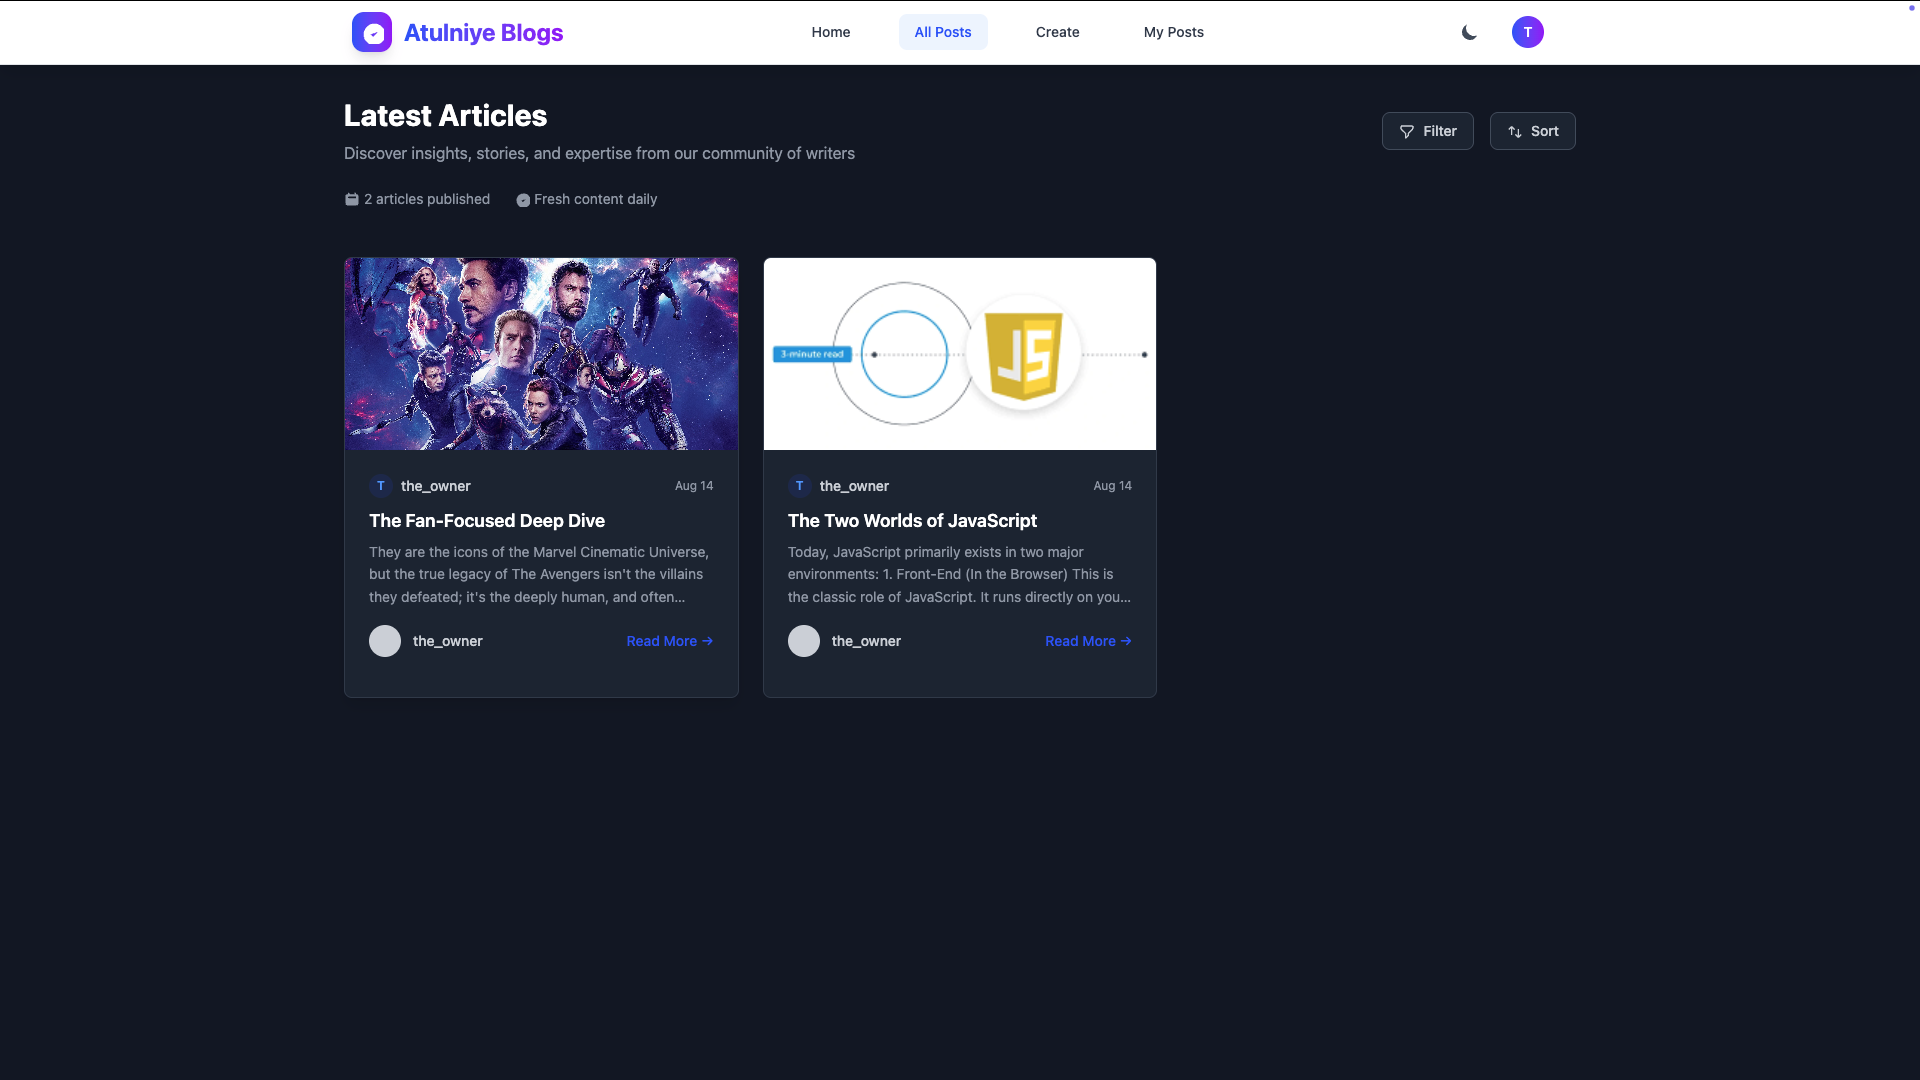 Atulniye Blogs
Home
All Posts
Create
My Posts
T
Latest Articles
Discover insights, stories, and expertise from our community of writers
2 articles published
Fresh content daily
Filter
Sort
T the_owner
Aug 14
The Fan-Focused Deep Dive
They are the icons of the Marvel Cinematic Universe,
but the true legacy of The Avengers isn't the villains
they defeated; it's the deeply human, and often...
the_owner
Read More →
3-minute read
JS
T the_owner
Aug 14
The Two Worlds of JavaScript
Today, JavaScript primarily exists in two major
environments: 1. Front-End (In the Browser) This is
the classic role of JavaScript. It runs directly on you...
the_owner
Read More →